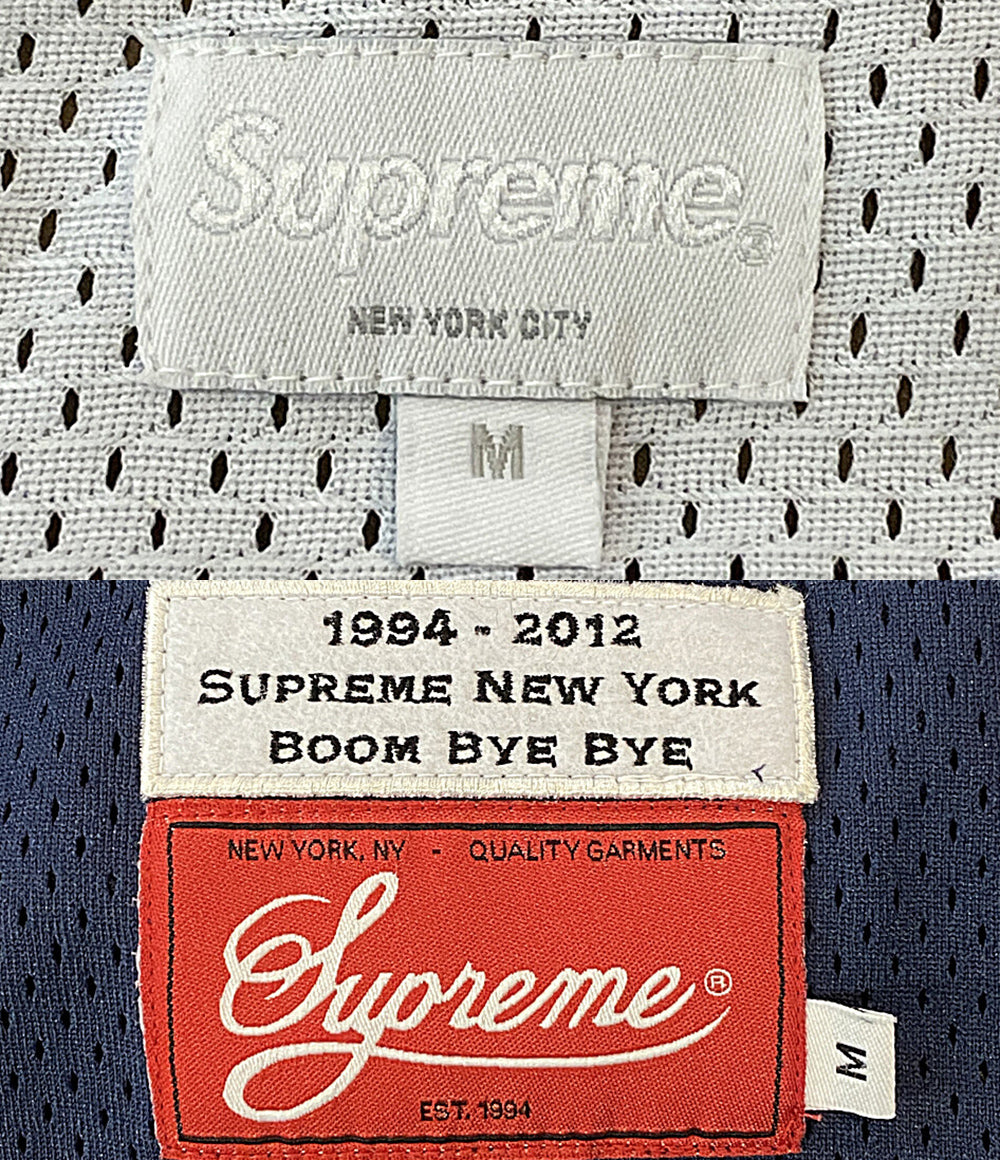 Supreme®
NEW YORK CITY
M
1994 - 2012
SUPREME NEW YORK
BOOM BYE BYE
NEW YORK, NY - QUALITY GARMENTS
Supreme®
EST. 1994
M